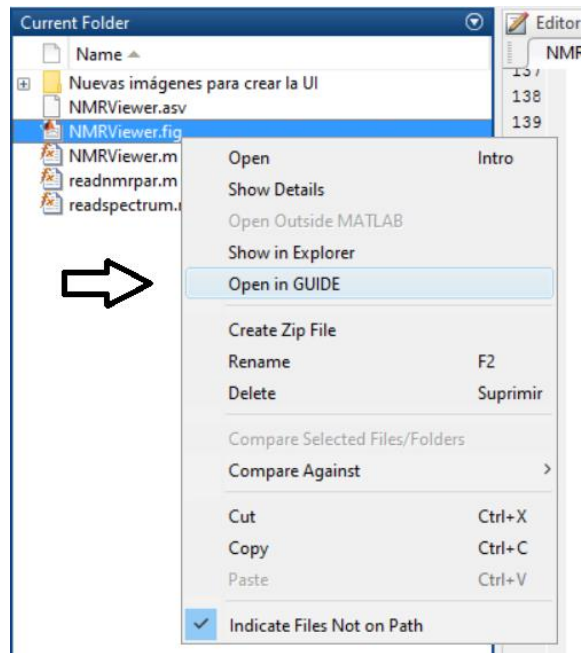 Current Folder
Editor
Name
NMR
Nuevas imágenes para crear la UI
137
NMRViewer.asv
138
NMRViewer.fig
139
NMRViewer.m
readnmrpar.m
readspectrum.
Open Intro
Show Details
Open Outside MATLAB
Show in Explorer
Open in GUIDE
Create Zip File
Rename F2
Delete Suprimir
Compare Selected Files/Folders
Compare Against
Cut Ctrl+X
Copy Ctrl+C
Paste Ctrl+V
Indicate Files Not on Path